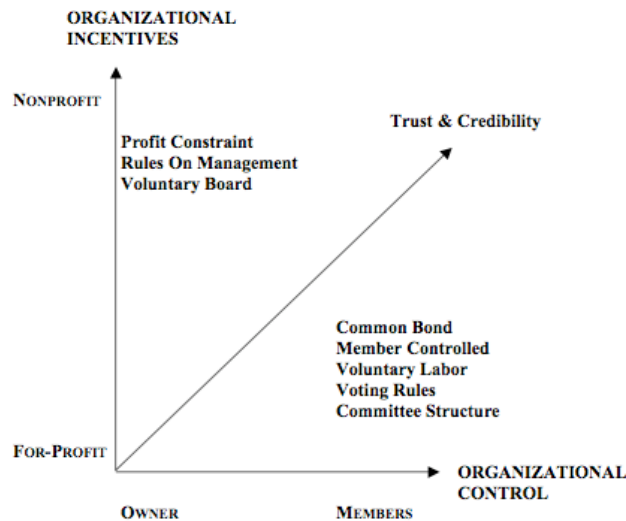 ORGANIZATIONAL
INCENTIVES
NONPROFIT
Trust & Credibility
Profit Constraint
Rules On Management
Voluntary Board
Common Bond
Member Controlled
Voluntary Labor
Voting Rules
Committee Structure
FOR-PROFIT
ORGANIZATIONAL
CONTROL
OWNER
MEMBERS